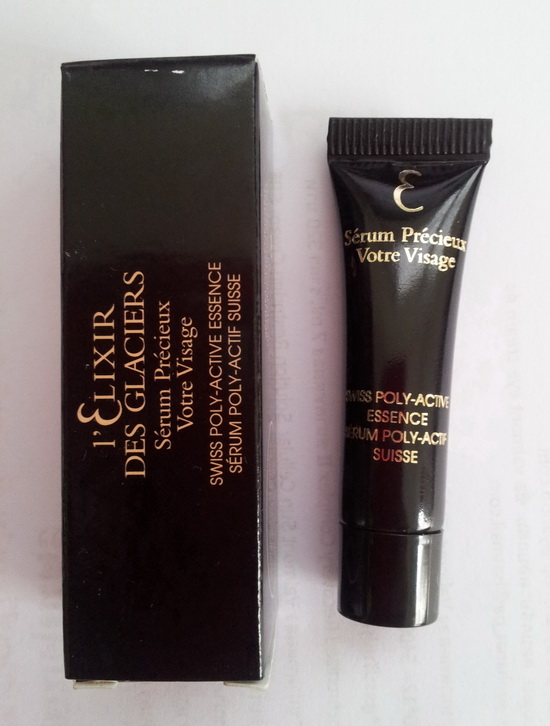 l'ƐLIXIR
DES GLACIERS
Sérum Précieux
Votre Visage
SWISS POLY-ACTIVE ESSENCE
SÉRUM POLY-ACTIF SUISSE
Ɛ
Sérum Précieux
Votre Visage
SWISS POLY-ACTIVE
ESSENCE
SÉRUM POLY-ACTIF
SUISSE